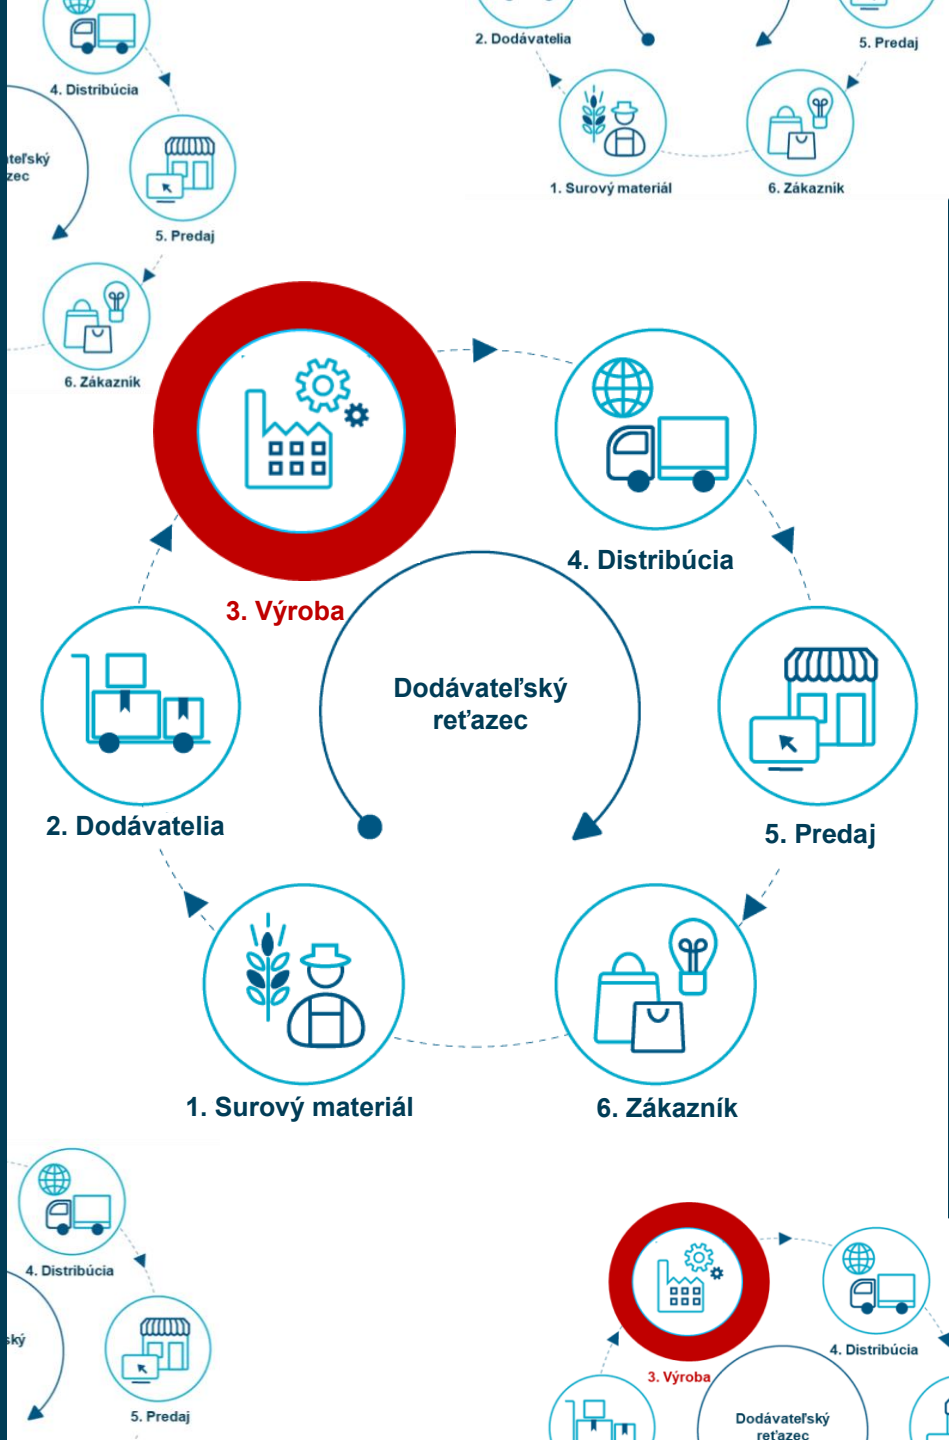 2. Dodávatelia
5. Predaj
4. Distribúcia
1. Surový materiál
6. Zákazník
5. Predaj
6. Zákazník
4. Distribúcia
3. Výroba
Dodávateľský
reťazec
2. Dodávatelia
5. Predaj
1. Surový materiál
6. Zákazník
4. Distribúcia
5. Predaj
4. Distribúcia
3. Výroba
Dodávateľský
reťazec